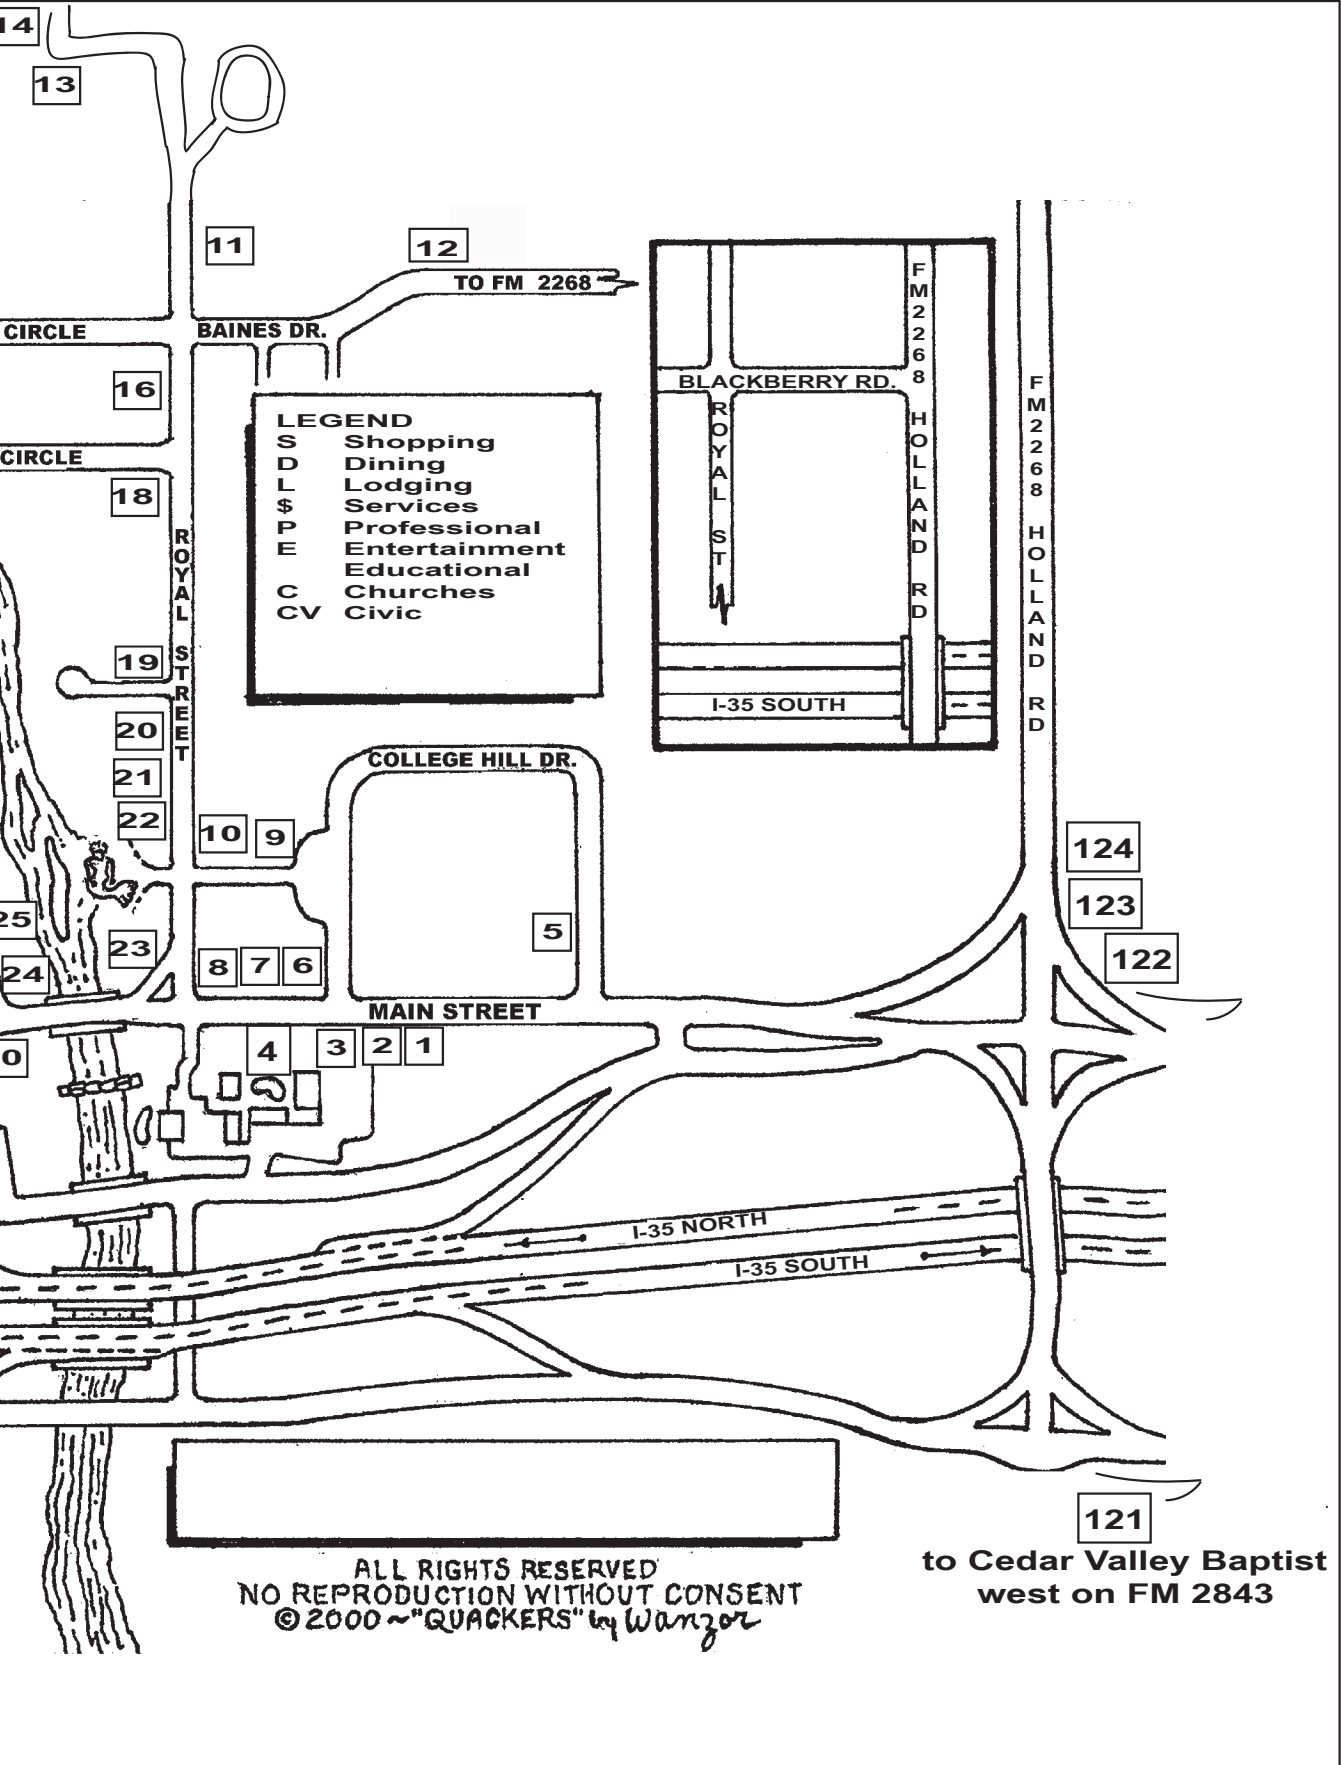 14
13
11
12
TO FM 2268
CIRCLE
BAINES DR.
16
CIRCLE
18
ROYAL STREET
19
20
21
22
10
9
25
24
23
8
7
6
5
LEGEND
S Shopping
D Dining
L Lodging
$ Services
P Professional
E Entertainment
Educational
C Churches
CV Civic
FM2268 HOLLAND RD
BLACKBERRY RD.
ROYAL ST
I-35 SOUTH
FM2268 HOLLAND RD
COLLEGE HILL DR.
124
123
122
MAIN STREET
0
4
3
2
1
I-35 NORTH
I-35 SOUTH
121
to Cedar Valley Baptist
west on FM 2843
ALL RIGHTS RESERVED
NO REPRODUCTION WITHOUT CONSENT
© 2000 ~ "QUACKERS" by Wanzor